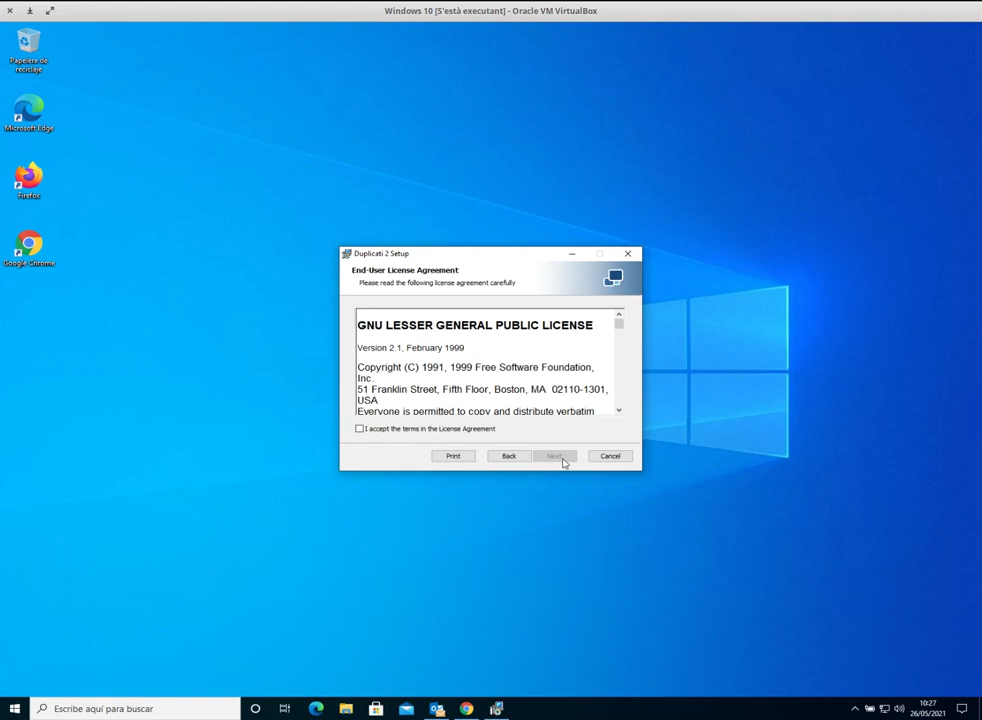 Windows 10 [S'està executant] - Oracle VM VirtualBox
Papelera de
reciclaje
Microsoft Edge
Firefox
Google Chrome
Duplicati 2 Setup
End-User License Agreement
Please read the following license agreement carefully
GNU LESSER GENERAL PUBLIC LICENSE
Version 2.1, February 1999
Copyright (C) 1991, 1999 Free Software Foundation,
Inc.
51 Franklin Street, Fifth Floor, Boston, MA 02110-1301,
USA
Everyone is permitted to copy and distribute verbatim
I accept the terms in the License Agreement
Print
Back
Next
Cancel
Escribe aquí para buscar
10:27
26/05/2021